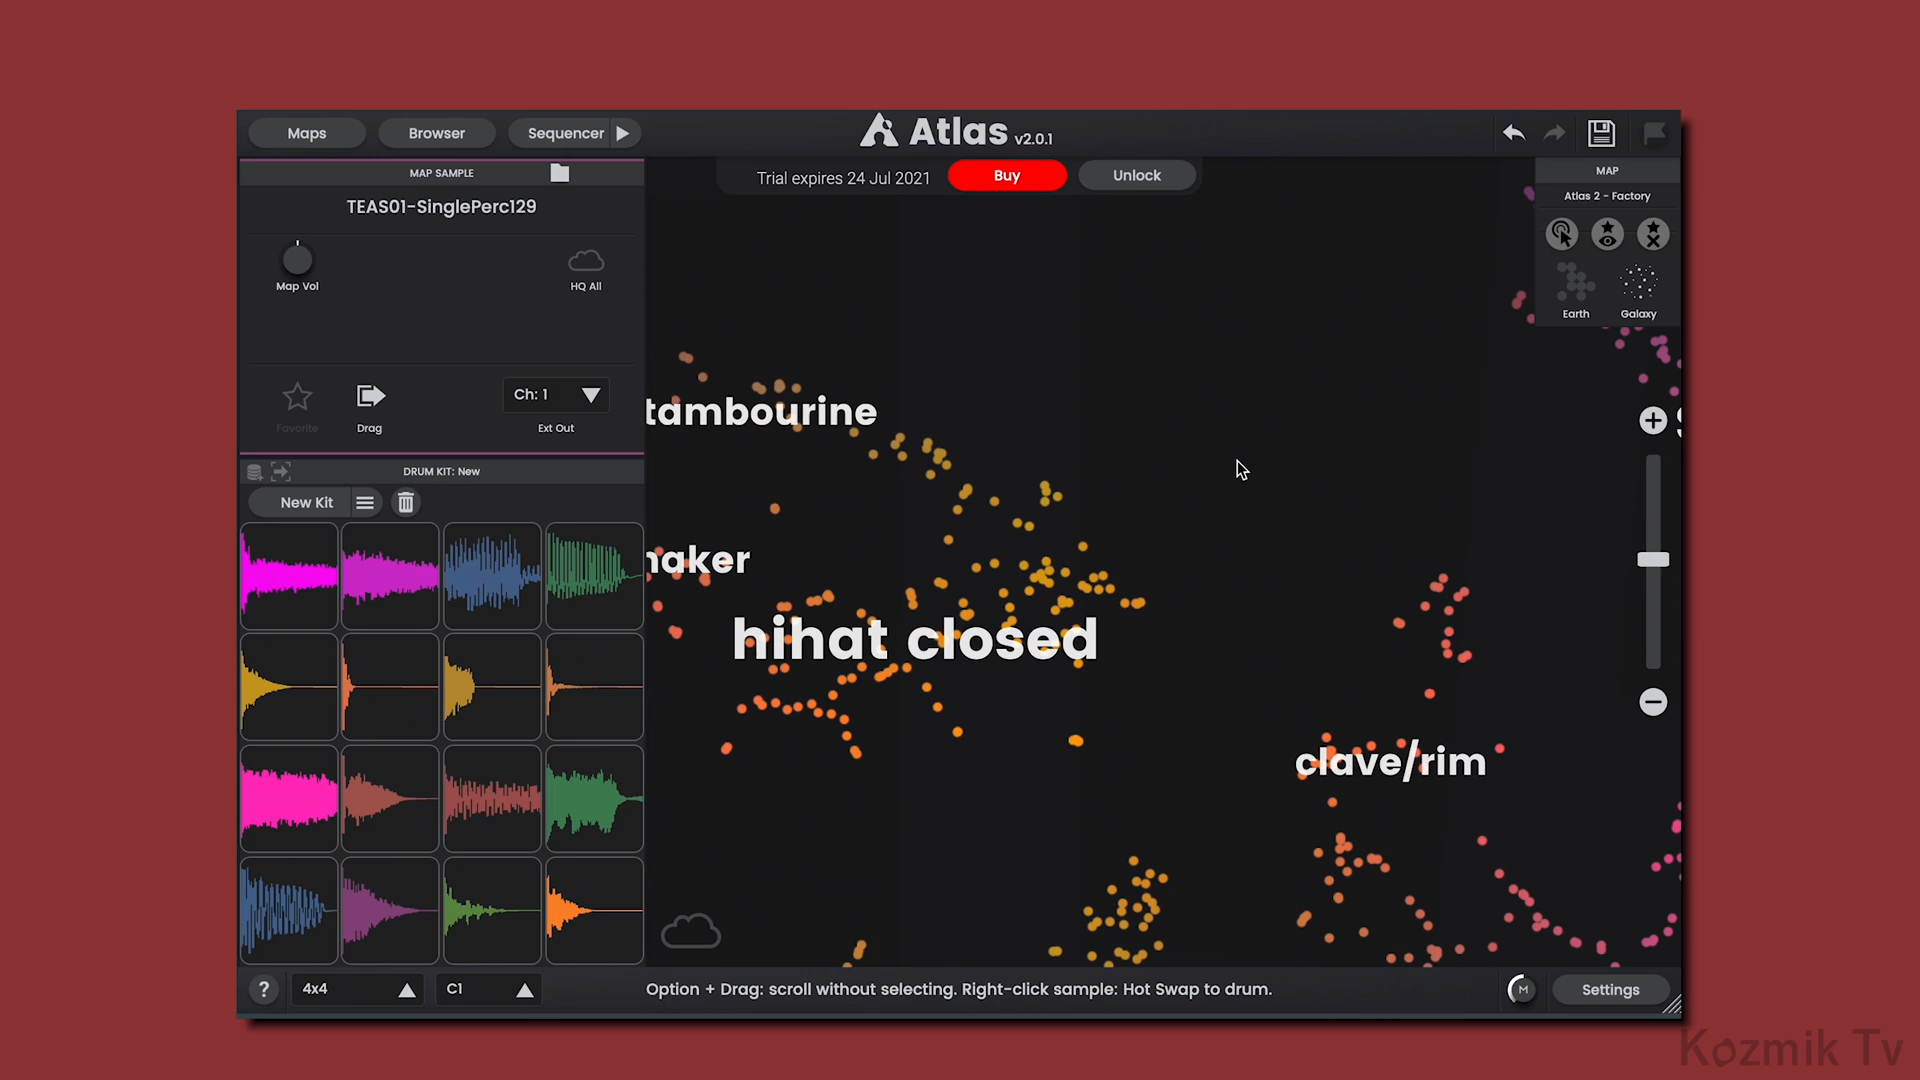 Maps
Browser
Sequencer
Atlas v2.0.1
MAP SAMPLE
TEAS01-SinglePerc129
Map Vol
HQ All
Favorite
Drag
Ch: 1
Ext Out
Trial expires 24 Jul 2021
Buy
Unlock
MAP
Atlas 2 - Factory
Earth
Galaxy
tambourine
naker
hihat closed
clave/rim
DRUM KIT: New
New Kit
?
4x4
C1
Option + Drag: scroll without selecting. Right-click sample: Hot Swap to drum.
M
Settings
Kozmik Tv